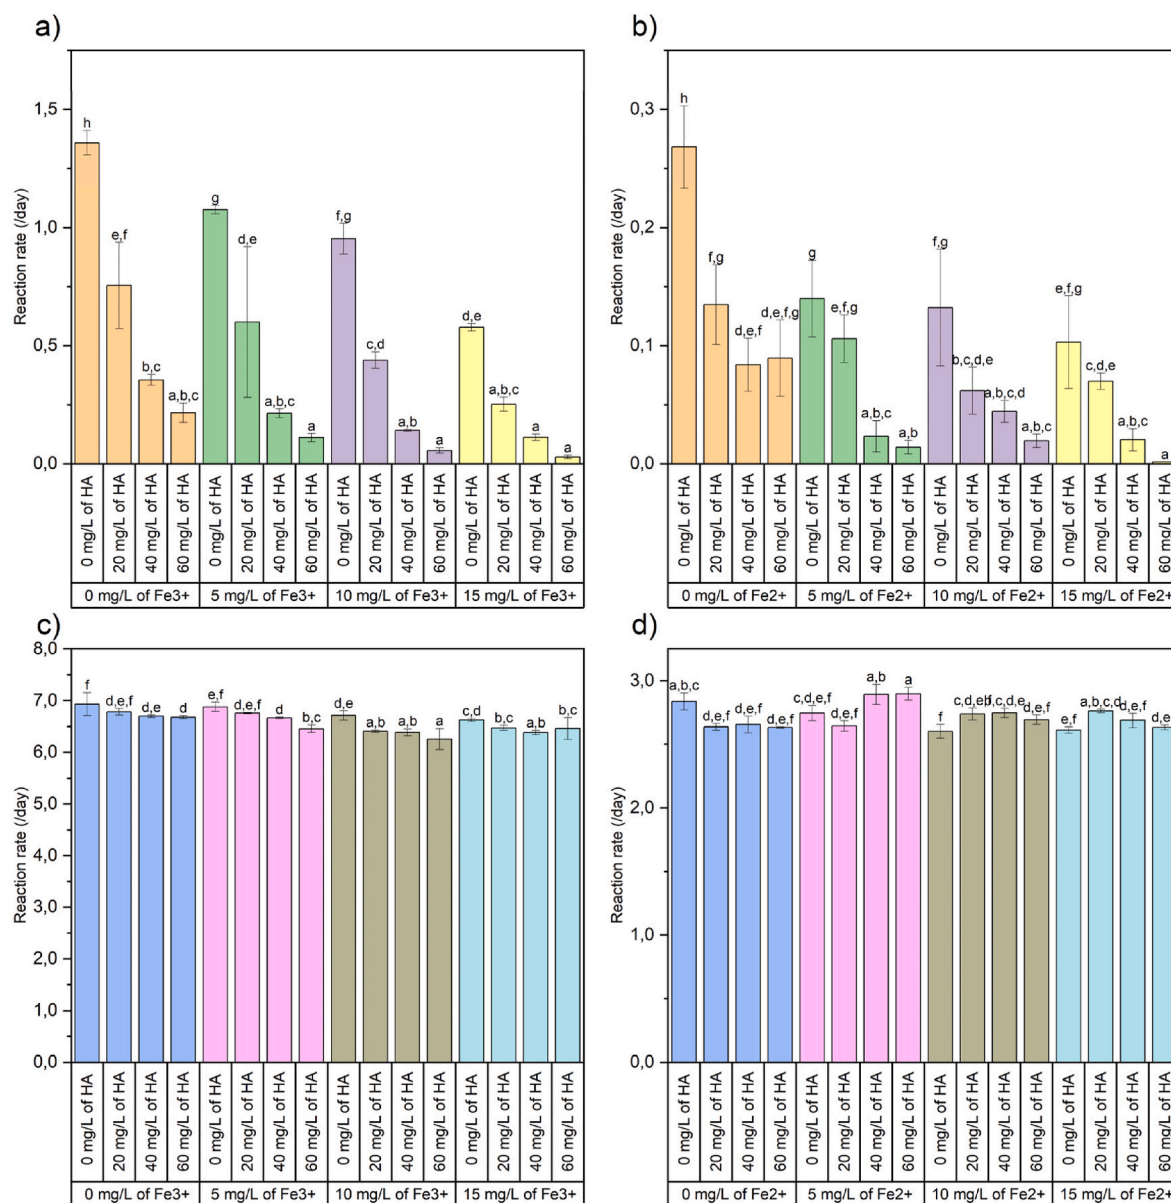 a)
Reaction rate (/day)
1,5
1,0
0,5
0,0
h
e,f
b,c
a,b,c
g
d,e
a,b,c
a
f,g
c,d
a,b
a
d,e
a,b,c
a
a
0 mg/L of HA
20 mg/L of HA
40 mg/L of HA
60 mg/L of HA
0 mg/L of HA
20 mg/L of HA
40 mg/L of HA
60 mg/L of HA
0 mg/L of HA
20 mg/L of HA
40 mg/L of HA
60 mg/L of HA
0 mg/L of HA
20 mg/L of HA
40 mg/L of HA
60 mg/L of HA
0 mg/L of Fe3+
5 mg/L of Fe3+
10 mg/L of Fe3+
15 mg/L of Fe3+
b)
Reaction rate (/day)
0,3
0,2
0,1
0,0
h
f,g
d,e,f
d,e,f,g
g
e,f,g
a,b,c
a,b
f,g
b,c,d,e
a,b,c,d
a,b,c
e,f,g
c,d,e
a,b,c
a
0 mg/L of HA
20 mg/L of HA
40 mg/L of HA
60 mg/L of HA
0 mg/L of HA
20 mg/L of HA
40 mg/L of HA
60 mg/L of HA
0 mg/L of HA
20 mg/L of HA
40 mg/L of HA
60 mg/L of HA
0 mg/L of HA
20 mg/L of HA
40 mg/L of HA
60 mg/L of HA
0 mg/L of Fe2+
5 mg/L of Fe2+
10 mg/L of Fe2+
15 mg/L of Fe2+
c)
Reaction rate (/day)
8,0
7,0
6,0
5,0
4,0
3,0
2,0
1,0
0,0
f
d,e,f
d,e
d
e,f
d,e,f
d
b,c
d,e
a,b
a,b
a
c,d
b,c
a,b
b,c
0 mg/L of HA
20 mg/L of HA
40 mg/L of HA
60 mg/L of HA
0 mg/L of HA
20 mg/L of HA
40 mg/L of HA
60 mg/L of HA
0 mg/L of HA
20 mg/L of HA
40 mg/L of HA
60 mg/L of HA
0 mg/L of HA
20 mg/L of HA
40 mg/L of HA
60 mg/L of HA
0 mg/L of Fe3+
5 mg/L of Fe3+
10 mg/L of Fe3+
15 mg/L of Fe3+
d)
Reaction rate (/day)
3,0
2,0
1,0
0,0
a,b,c
d,e,f
d,e,f
d,e,f
c,d,e,f
d,e,f
a,b
a
f
d,e,f
e,f
a,b,c,d
d,e,f
0 mg/L of HA
20 mg/L of HA
40 mg/L of HA
60 mg/L of HA
0 mg/L of HA
20 mg/L of HA
40 mg/L of HA
60 mg/L of HA
0 mg/L of HA
20 mg/L of HA
40 mg/L of HA
60 mg/L of HA
0 mg/L of HA
20 mg/L of HA
40 mg/L of HA
60 mg/L of HA
0 mg/L of Fe2+
5 mg/L of Fe2+
10 mg/L of Fe2+
15 mg/L of Fe2+